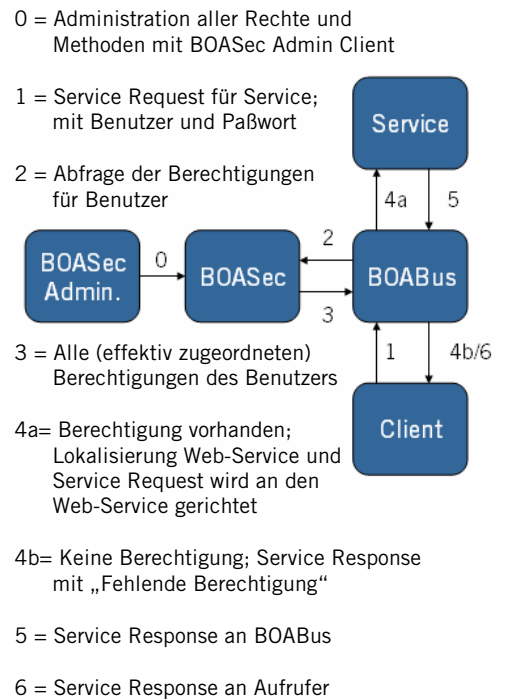 0 = Administration aller Rechte und
Methoden mit BOASec Admin Client
1 = Service Request für Service;
mit Benutzer und Paßwort
Service
2 = Abfrage der Berechtigungen
für Benutzer
4a
5
BOASec
Admin.
0
BOASec
2
3
BOABus
3 = Alle (effektiv zugeordneten)
Berechtigungen des Benutzers
1
4b/6
4a= Berechtigung vorhanden;
Lokalisierung Web-Service und
Service Request wird an den
Web-Service gerichtet
Client
4b= Keine Berechtigung; Service Response
mit „Fehlende Berechtigung“
5 = Service Response an BOABus
6 = Service Response an Aufrufer